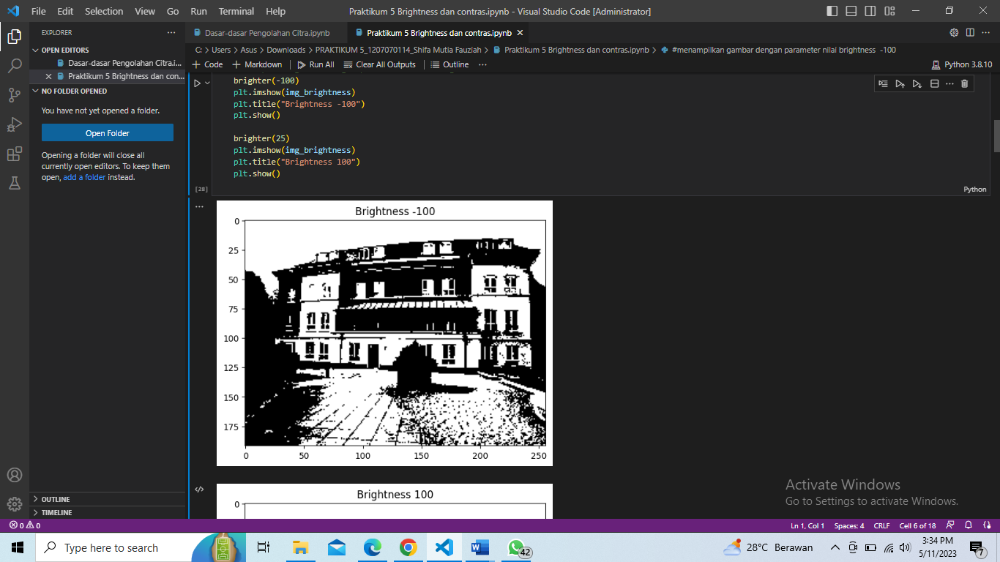 File Edit Selection View Go Run Terminal Help Praktikum 5 Brightness dan contras.ipynb - Visual Studio Code [Administrator]
EXPLORER
Dasar-dasar Pengolahan Citra.ipynb
Praktikum 5 Brightness dan contras.ipynb
OPEN EDITORS
Dasar-dasar Pengolahan Citra.i...
Praktikum 5 Brightness dan con...
NO FOLDER OPENED
You have not yet opened a folder.
Open Folder
Opening a folder will close all
currently open editors. To keep them
open, add a folder instead.
OUTLINE
TIMELINE
C: > Users > Asus > Downloads > PRAKTIKUM 5_1207070114_Shifa Mutia Fauziah > Praktikum 5 Brightness dan contras.ipynb > #menampilkan gambar dengan parameter nilai brightness -100
+ Code + Markdown Run All Clear All Outputs Outline ... Python 3.8.10
brighter(-100)
plt.imshow(img_brightness)
plt.title("Brightness -100")
plt.show()
brighter(25)
plt.imshow(img_brightness)
plt.title("Brightness 100")
plt.show()
[28]
Python
Brightness -100
0
25
50
75
100
125
150
175
0 50 100 150 200 250
Brightness 100
0
Activate Windows
Go to Settings to activate Windows.
0 0 Ln 1, Col 1 Spaces: 4 CRLF Cell 6 of 18
Type here to search
42
28°C Berawan
3:34 PM
5/11/2023
7